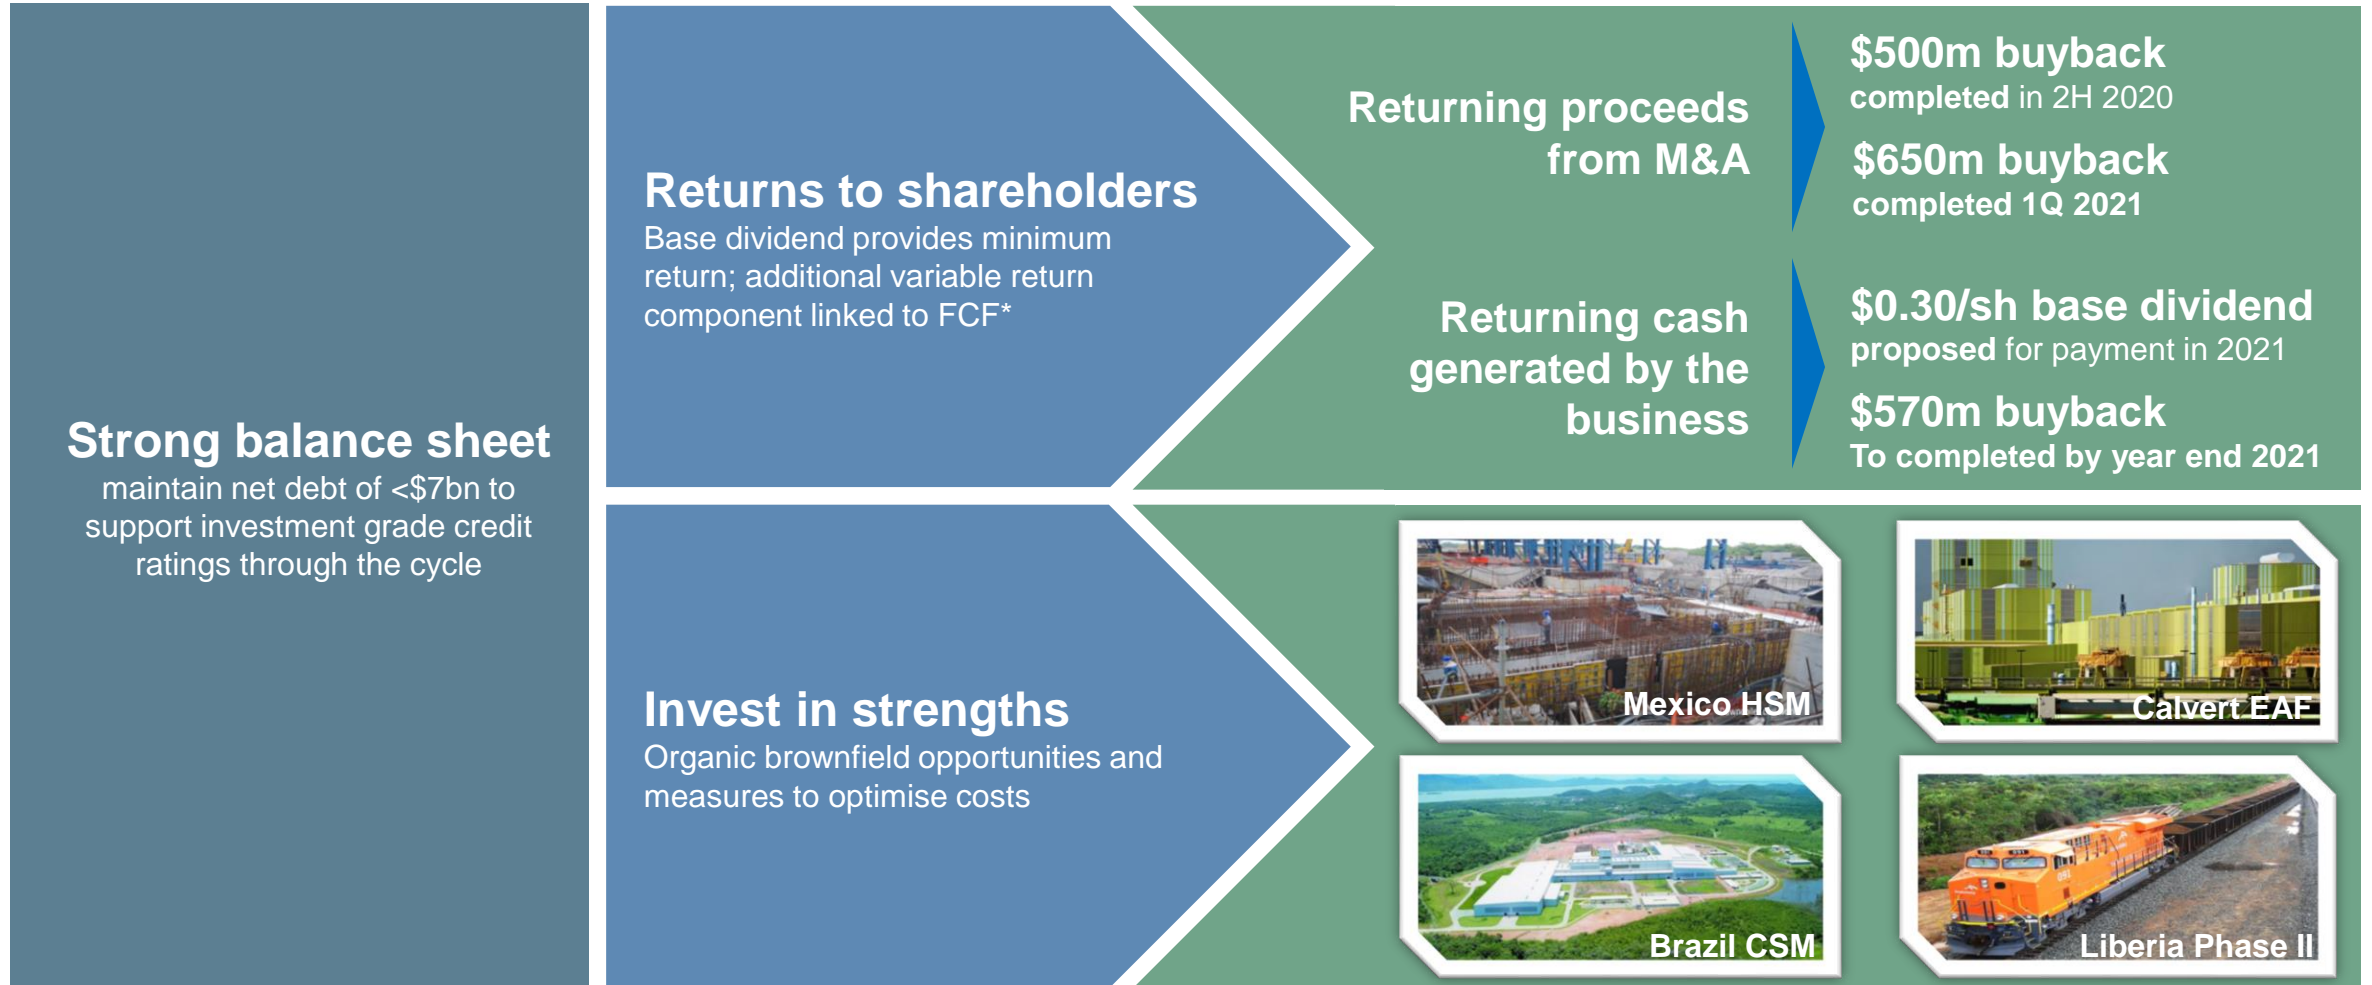 Strong balance sheet
maintain net debt of <$7bn to
support investment grade credit
ratings through the cycle
Returns to shareholders
Base dividend provides minimum
return; additional variable return
component linked to FCF*
Returning proceeds
from M&A
$500m buyback
completed in 2H 2020
$650m buyback
completed 1Q 2021
Returning cash
generated by the
business
$0.30/sh base dividend
proposed for payment in 2021
$570m buyback
To completed by year end 2021
Invest in strengths
Organic brownfield opportunities and
measures to optimise costs
Mexico HSM
Calvert EAF
Brazil CSM
091
Liberia Phase II